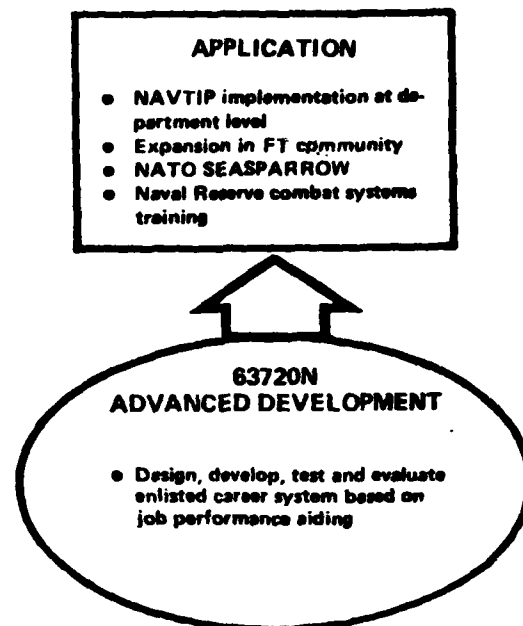 APPLICATION
● NAVTIP implementation at de-
partment level
● Expansion in FT community
● NATO SEASPARROW
● Naval Reserve combat systems
training
63720N
ADVANCED DEVELOPMENT
● Design, develop, test and evaluate
enlisted career system based on
job performance aiding